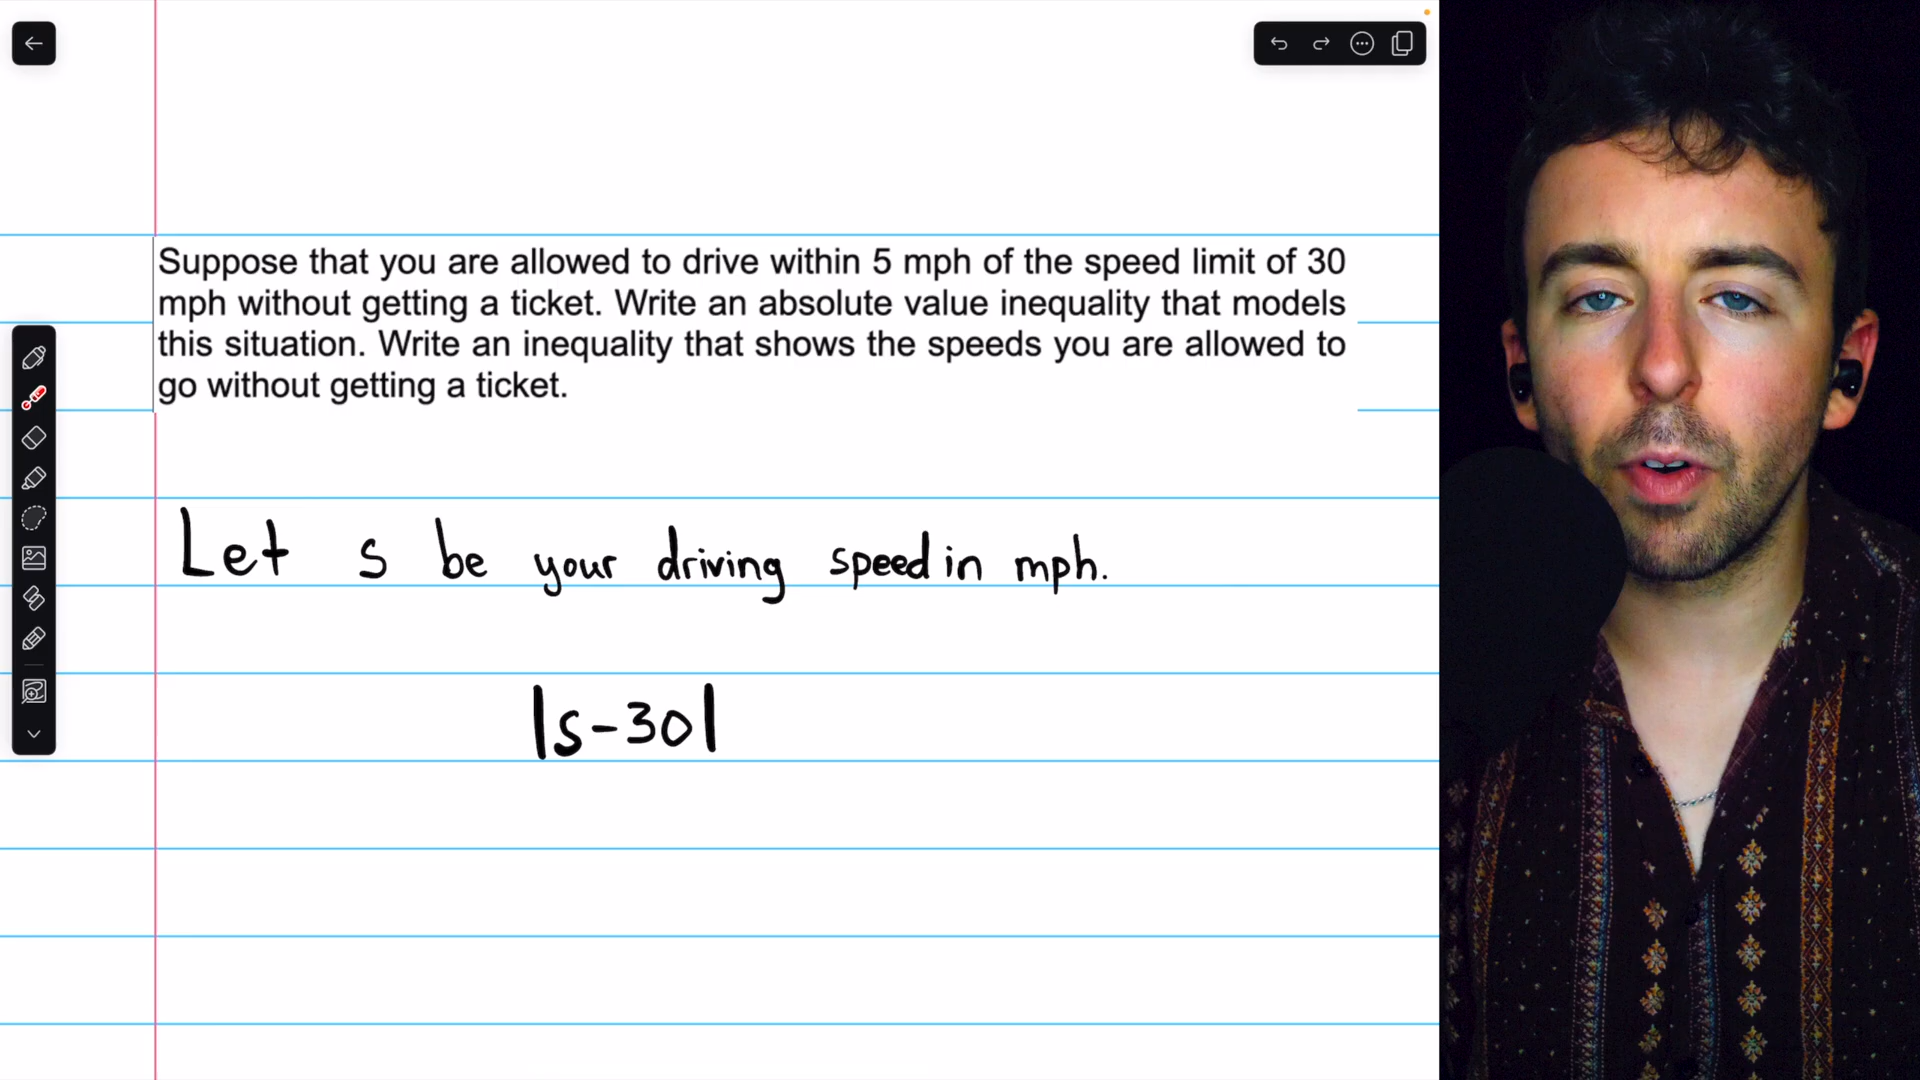 Suppose that you are allowed to drive within 5 mph of the speed limit of 30
mph without getting a ticket. Write an absolute value inequality that models
this situation. Write an inequality that shows the speeds you are allowed to
go without getting a ticket.
Let s be your driving speed in mph.
|s-30|